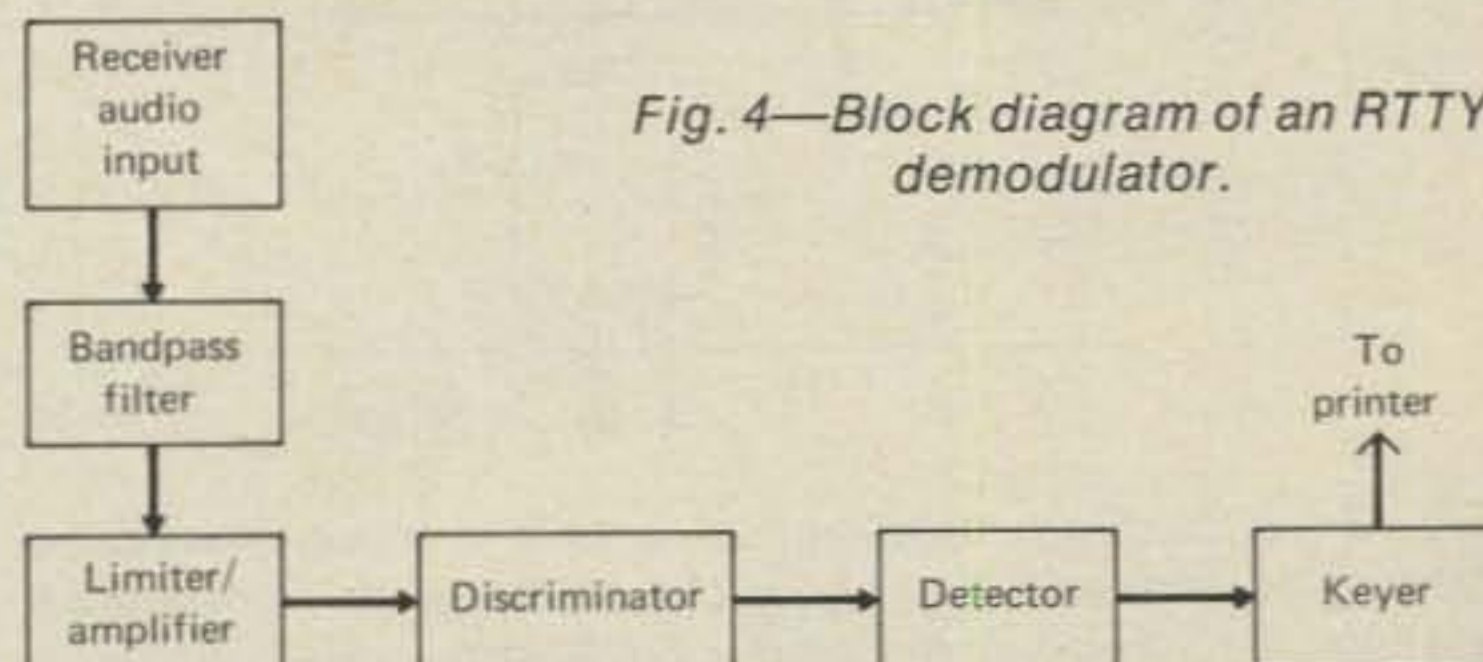 Receiver
audio
input
Fig. 4—Block diagram of an RTTY
demodulator.
Bandpass
filter
To
printer
Limiter/
amplifier
Discriminator
Detector
Keyer